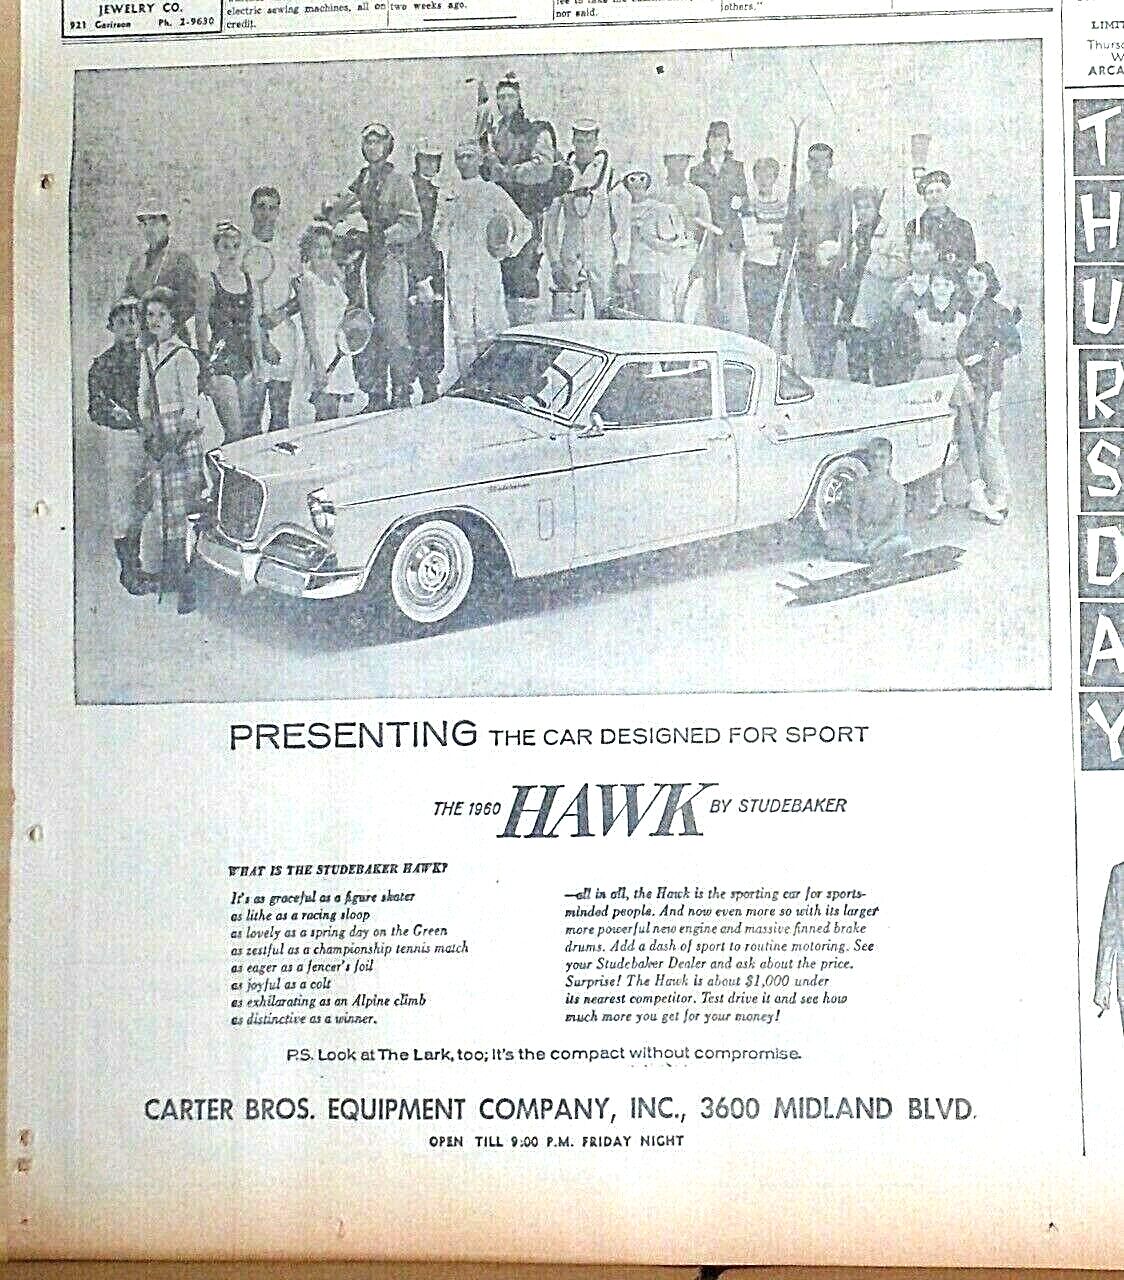 JEWELRY CO.
921 Garrison Ph. 2-9630
electric sewing machines, all on
credit.
two weeks ago.
nor said.
others."
LIMIT
Thursd
W
ARCA
THURSDAY
Studebaker
PRESENTING THE CAR DESIGNED FOR SPORT
THE 1960 HAWK BY STUDEBAKER
WHAT IS THE STUDEBAKER HAWK?
It's as graceful as a figure skater
as lithe as a racing sloop
as lovely as a spring day on the Green
as zestful as a championship tennis match
as eager as a fencer's foil
as joyful as a colt
as exhilarating as an Alpine climb
as distinctive as a winner.
—all in all, the Hawk is the sporting car for sports-
minded people. And now even more so with its larger
more powerful new engine and massive finned brake
drums. Add a dash of sport to routine motoring. See
your Studebaker Dealer and ask about the price.
Surprise! The Hawk is about $1,000 under
its nearest competitor. Test drive it and see how
much more you get for your money!
P.S. Look at The Lark, too; It's the compact without compromise.
CARTER BROS. EQUIPMENT COMPANY, INC., 3600 MIDLAND BLVD.
OPEN TILL 9:00 P.M. FRIDAY NIGHT